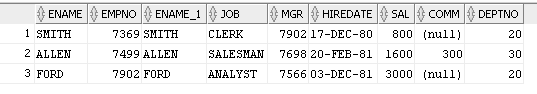 ENAME EMPNO ENAME_1 JOB MGR HIREDATE SAL COMM DEPTNO
1 SMITH 7369 SMITH CLERK 7902 17-DEC-80 800 (null) 20
2 ALLEN 7499 ALLEN SALESMAN 7698 20-FEB-81 1600 300 30
3 FORD 7902 FORD ANALYST 7566 03-DEC-81 3000 (null) 20